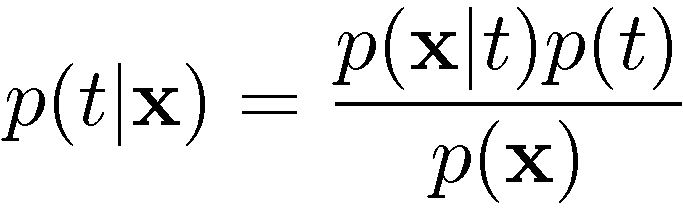 p(t|𝐱) = p(𝐱|t)p(t) / p(𝐱)